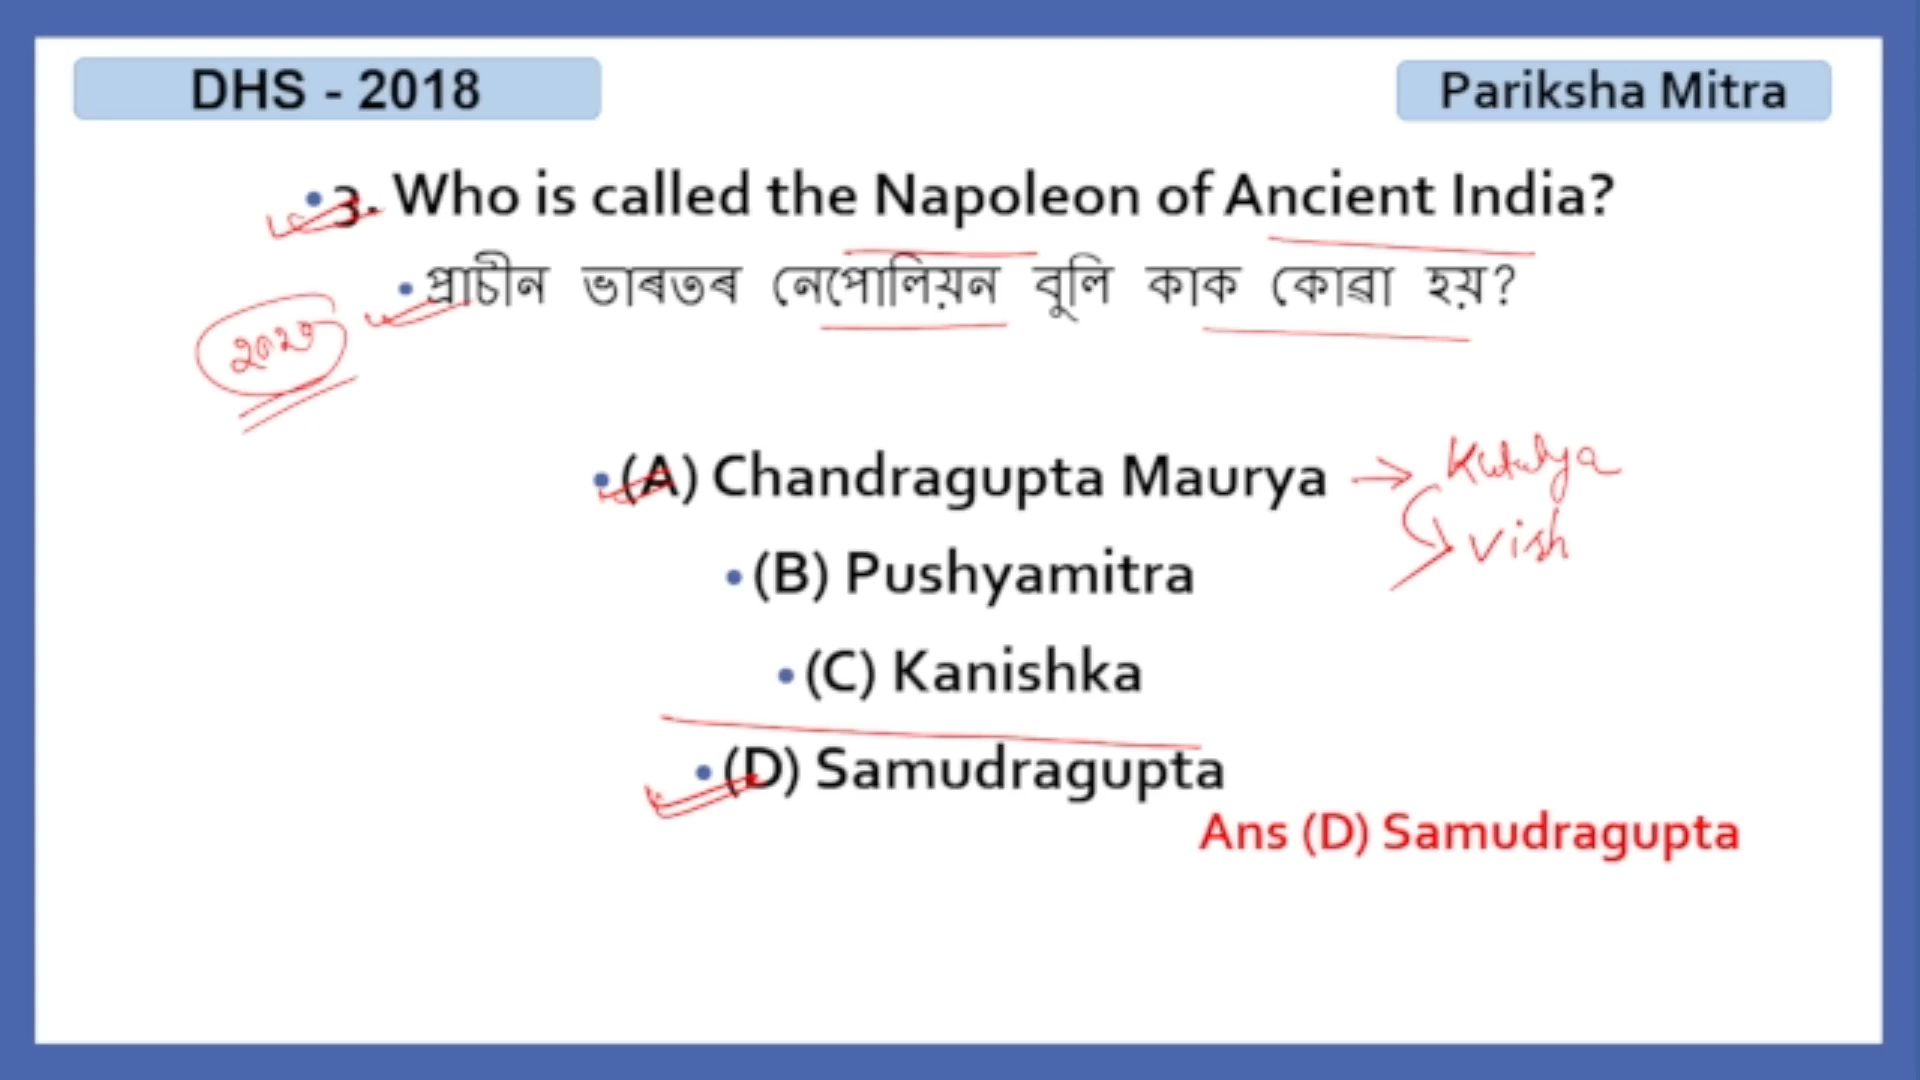 DHS - 2018
Pariksha Mitra
3. Who is called the Napoleon of Ancient India?
প্ৰাচীন ভাৰতৰ নেপোলিয়ন বুলি কাক কোৱা হয়?
(A) Chandragupta Maurya
(B) Pushyamitra
Vish
(C) Kanishka
(D) Samudragupta
Ans (D) Samudragupta